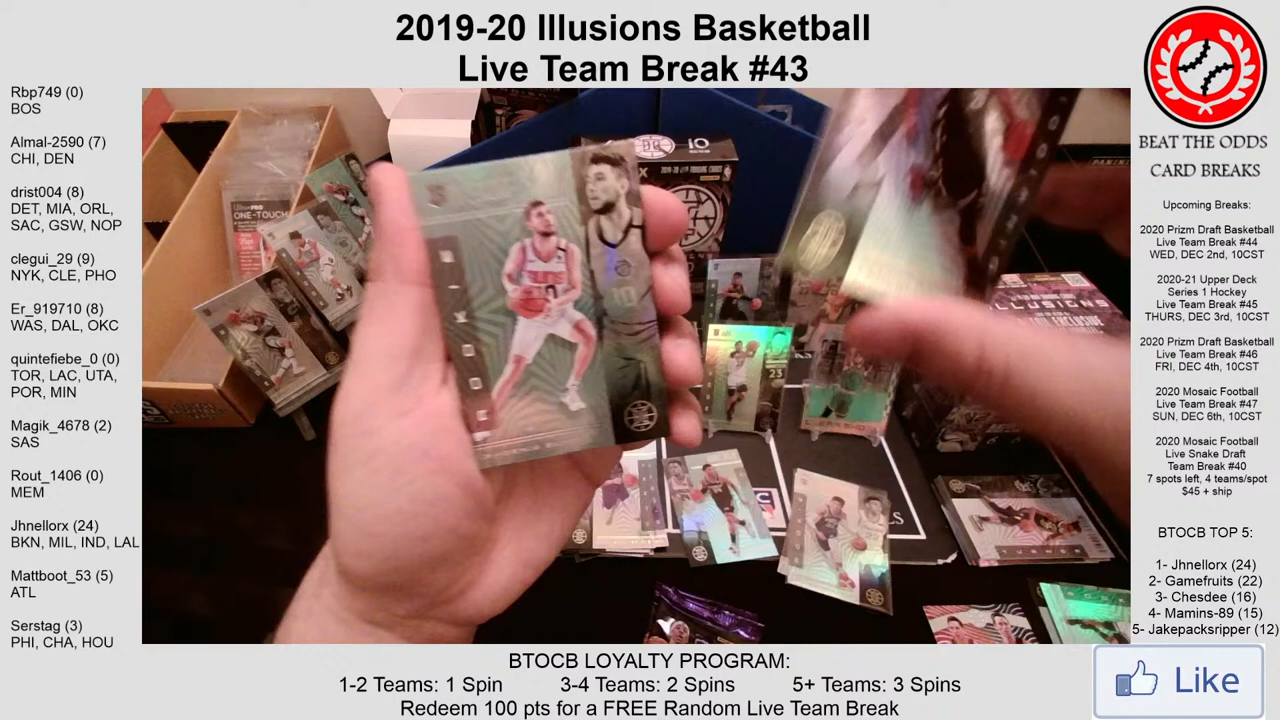 2019-20 Illusions Basketball
Live Team Break #43
Rbp749 (0)
BOS
Almal-2590 (7)
CHI, DEN
drist004 (8)
DET, MIA, ORL,
SAC, GSW, NOP
clegui_29 (9)
NYK, CLE, PHO
Er_919710 (8)
WAS, DAL, OKC
quintefiebe_0 (0)
TOR, LAC, UTA,
POR, MIN
Magik_4678 (2)
SAS
Rout_1406 (0)
MEM
Jhnellorx (24)
BKN, MIL, IND, LAL
Mattboot_53 (5)
ATL
Serstag (3)
PHI, CHA, HOU
ONE-TOUCH
10
SUNS
23
BEAT THE ODDS
CARD BREAKS
Upcoming Breaks:
2020 Prizm Draft Basketball
Live Team Break #44
WED, DEC 2nd, 10CST
2020-21 Upper Deck
Series 1 Hockey
Live Team Break #45
THURS, DEC 3rd, 10CST
2020 Prizm Draft Basketball
Live Team Break #46
FRI, DEC 4th, 10CST
2020 Mosaic Football
Live Team Break #47
SUN, DEC 6th, 10CST
2020 Mosaic Football
Live Snake Draft
Team Break #40
7 spots left, 4 teams/spot
$45 + ship
BTOCB TOP 5:
1- Jhnellorx (24)
2- Gamefruits (22)
3- Chesdee (16)
4- Mamins-89 (15)
5- Jakepacksripper (12)
BTOCB LOYALTY PROGRAM:
1-2 Teams: 1 Spin 3-4 Teams: 2 Spins 5+ Teams: 3 Spins
Redeem 100 pts for a FREE Random Live Team Break
Like